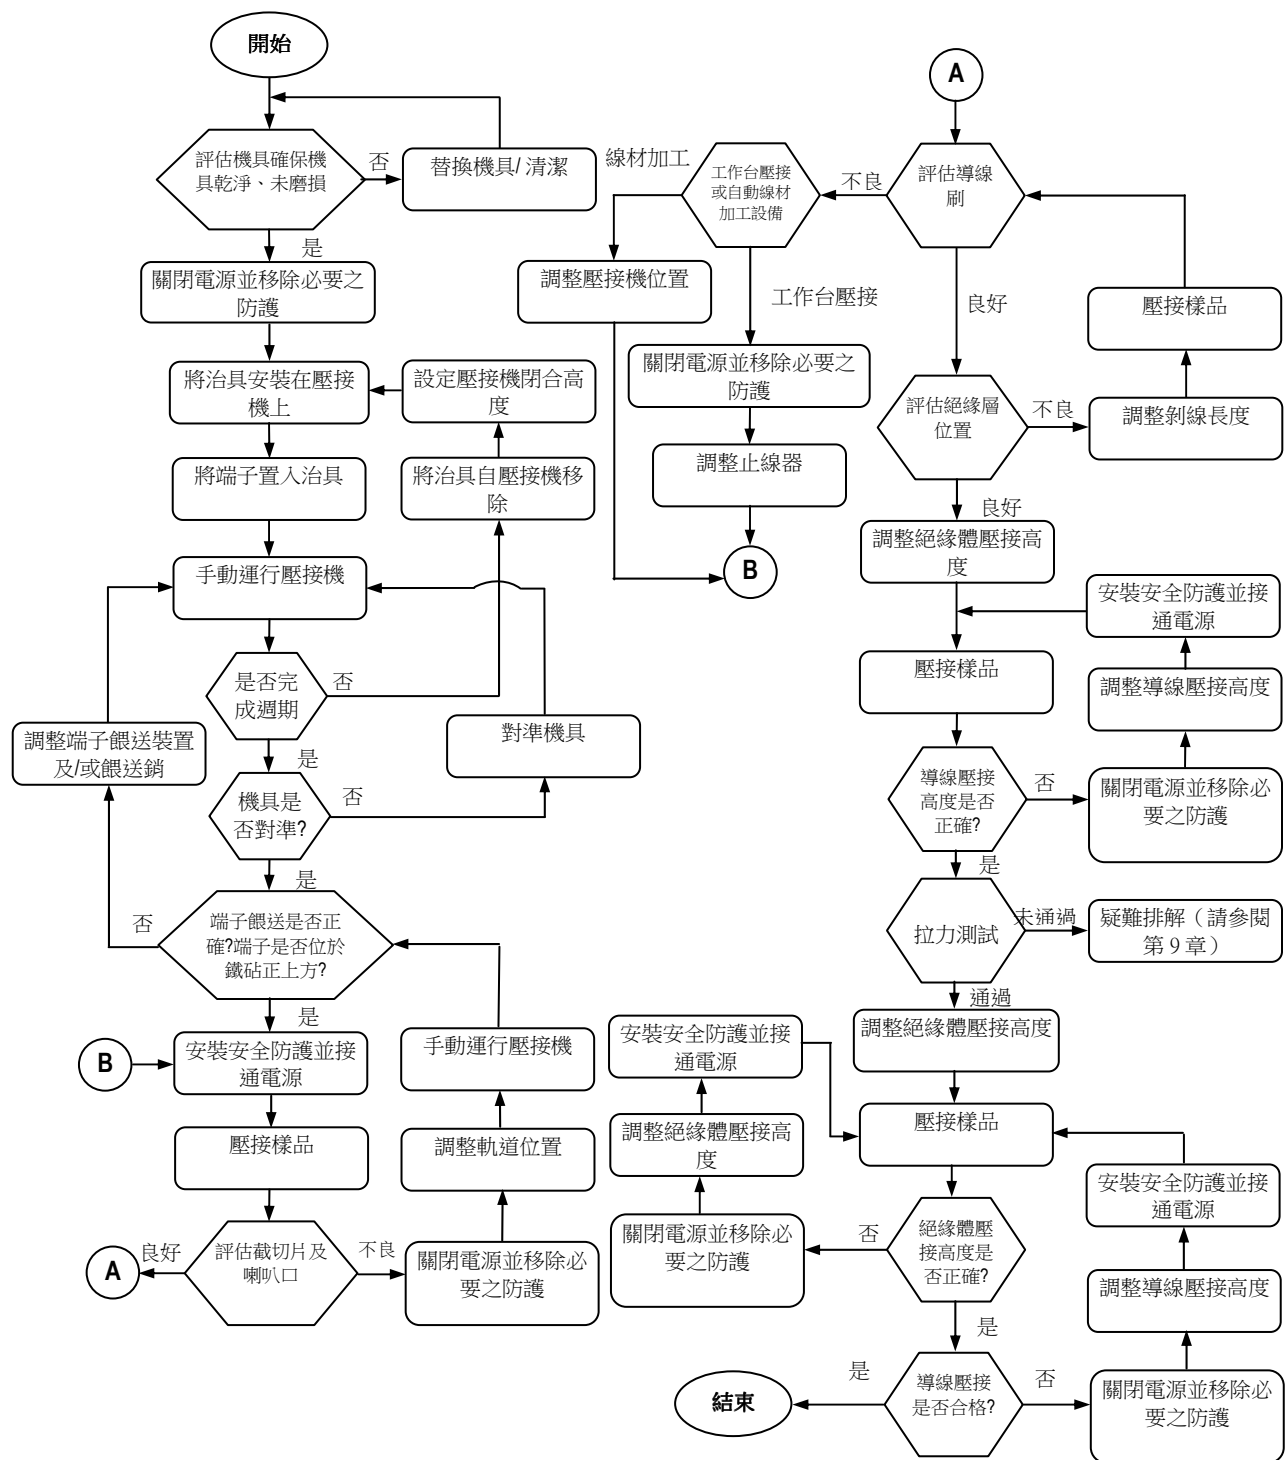 開始
評估機具確保機
具乾淨、未磨損
否
替換機具/ 清潔
是
關閉電源並移除必要之
防護
將治具安裝在壓接
機上
設定壓接機閉合高
度
將端子置入治具
將治具自壓接機移
除
手動運行壓接機
是否完
成週期
否
對準機具
調整端子餵送裝置
及/或餵送銷
是
機具是
否對準?
否
是
端子餵送是否正
確?端子是否位於
鐵砧正上方?
否
是
B
安裝安全防護並接
通電源
手動運行壓接機
壓接樣品
調整軌道位置
評估截切片及
喇叭口
良好
A
不良
關閉電源並移除必
要之防護
A
評估導線
刷
不良
工作台壓接
或自動線材
加工設備
線材加工
調整壓接機位置
工作台壓接
關閉電源並移除必要之
防護
調整止線器
B
良好
壓接樣品
評估絕緣層
位置
不良
調整剝線長度
良好
調整絕緣體壓接高
度
安裝安全防護並接
通電源
壓接樣品
調整導線壓接高度
導線壓接
高度是否
正確?
否
關閉電源並移除必
要之防護
是
拉力測試
未通過
疑難排解（請參閱
第 9 章）
通過
調整絕緣體壓接高度
安裝安全防護並接
通電源
壓接樣品
調整絕緣體壓接高
度
安裝安全防護並接
通電源
關閉電源並移除必
要之防護
否
絕緣體壓
接高度是
否正確?
調整導線壓接高度
是
導線壓接
是否合格?
是
結束
否
關閉電源並移除必
要之防護